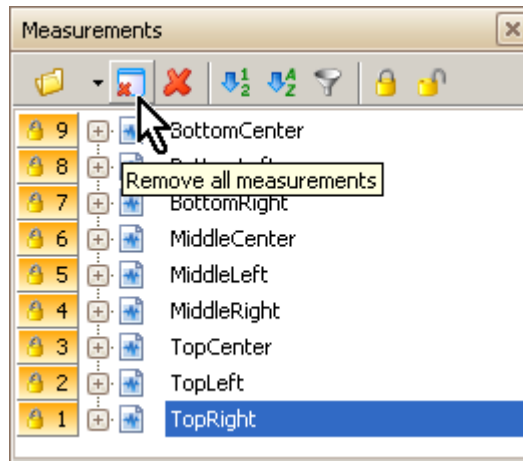 Measurements
9 BottomCenter
8
Remove all measurements
7 BottomRight
6 MiddleCenter
5 MiddleLeft
4 MiddleRight
3 TopCenter
2 TopLeft
1 TopRight